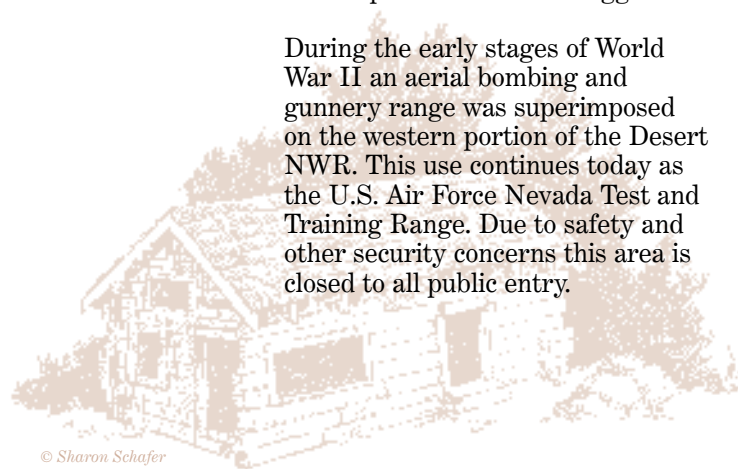 During the early stages of World
War II an aerial bombing and
gunnery range was superimposed
on the western portion of the Desert
NWR. This use continues today as
the U.S. Air Force Nevada Test and
Training Range. Due to safety and
other security concerns this area is
closed to all public entry.
© Sharon Schafer